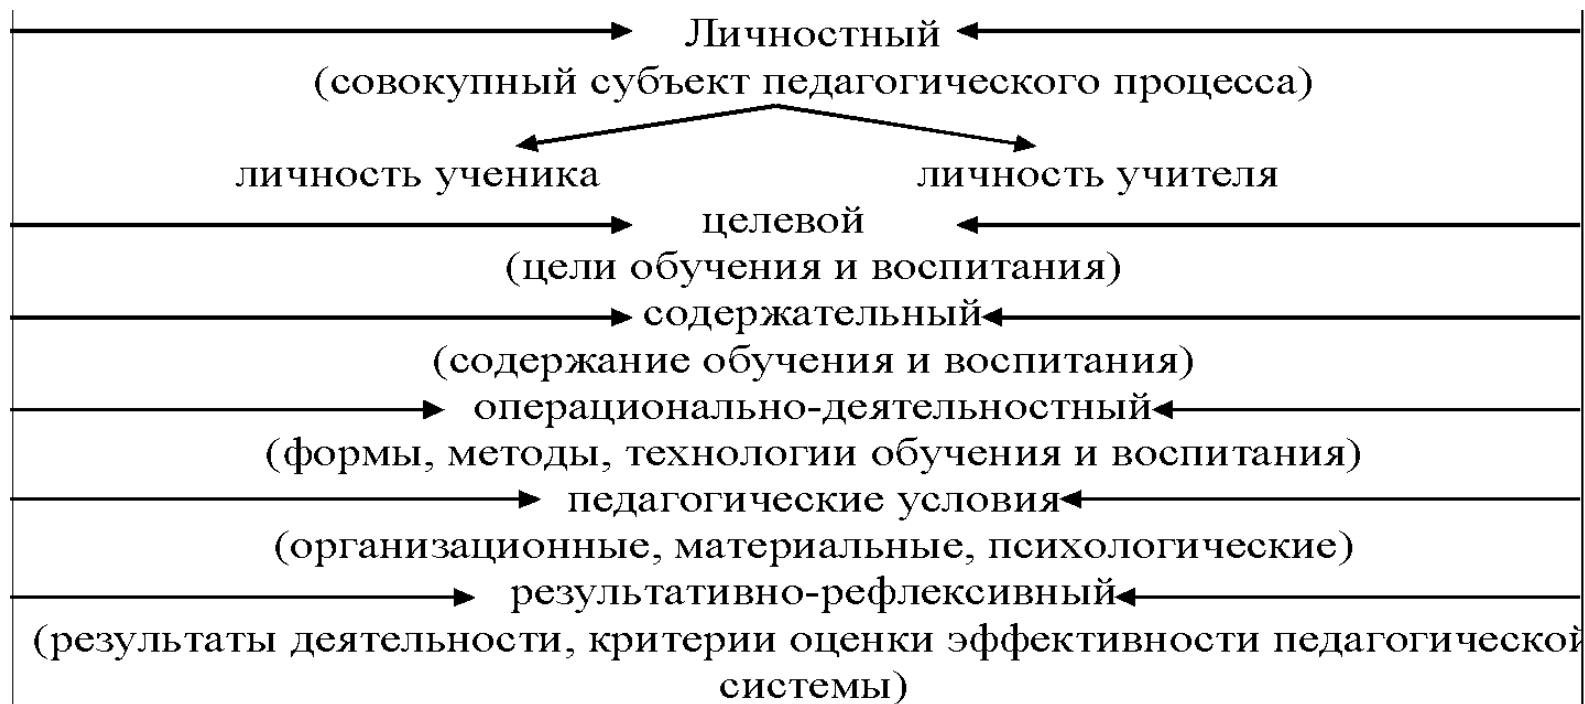 Личностный
(совокупный субъект педагогического процесса)
личность ученика личность учителя
целевой
(цели обучения и воспитания)
содержательный
(содержание обучения и воспитания)
операционально-деятельностный
(формы, методы, технологии обучения и воспитания)
педагогические условия
(организационные, материальные, психологические)
результативно-рефлексивный
(результаты деятельности, критерии оценки эффективности педагогической
системы)